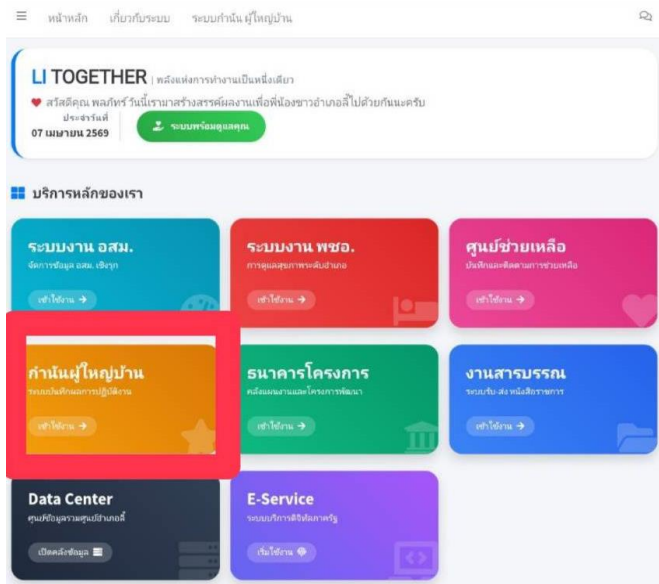 หน้าหลัก เกี่ยวกับระบบ ระบบกำนัน ผู้ใหญ่บ้าน
LI TOGETHER | พลังแห่งการทำงานเป็นหนึ่งเดียว
สวัสดีคุณ พลภัทร์ วันนี้เรามาสร้างสรรค์ผลงานเพื่อพี่น้องชาวอำเภอลี้ไปด้วยกันนะครับ
ประจำวันที่
07 เมษายน 2569
ระบบพร้อมดูแลคุณ
บริการหลักของเรา
ระบบงาน อสม.
จัดการข้อมูล อสม. เชิงรุก
เข้าใช้งาน →
ระบบงาน พชอ.
การดูแลสุขภาพระดับอำเภอ
เข้าใช้งาน →
ศูนย์ช่วยเหลือ
บันทึกและติดตามการช่วยเหลือ
เข้าใช้งาน →
กำนันผู้ใหญ่บ้าน
ระบบบันทึกผลการปฏิบัติงาน
เข้าใช้งาน →
ธนาคารโครงการ
คลังแผนงานและโครงการพัฒนา
เข้าใช้งาน →
งานสารบรรณ
ระบบรับ-ส่ง หนังสือราชการ
เข้าใช้งาน →
Data Center
ศูนย์ข้อมูลรวมศูนย์อำเภอลี้
เปิดคลังข้อมูล
E-Service
ระบบบริการดิจิทัลภาครัฐ
เริ่มใช้งาน